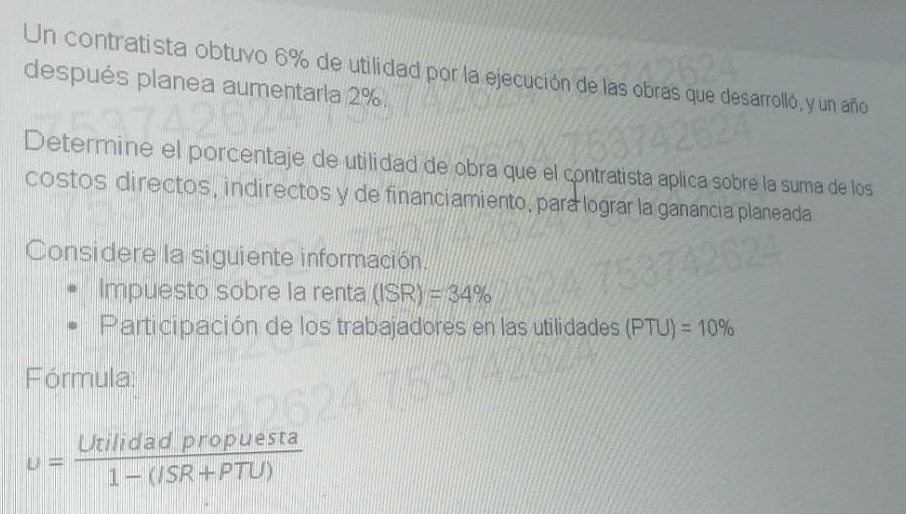 Un contratista obtuvo 6% de utilidad por la ejecución de las obras que desarrolló, y un año
después planea aumentarla 2%.
Determine el porcentaje de utilidad de obra que el contratista aplica sobre la suma de los
costos directos, indirectos y de financiamiento, para lograr la ganancia planeada.
Considere la siguiente información.
• Impuesto sobre la renta (ISR) = 34%
• Participación de los trabajadores en las utilidades (PTU) = 10%
Fórmula:
υ = Utilidad propuesta / 1 − (ISR+PTU)
753742624